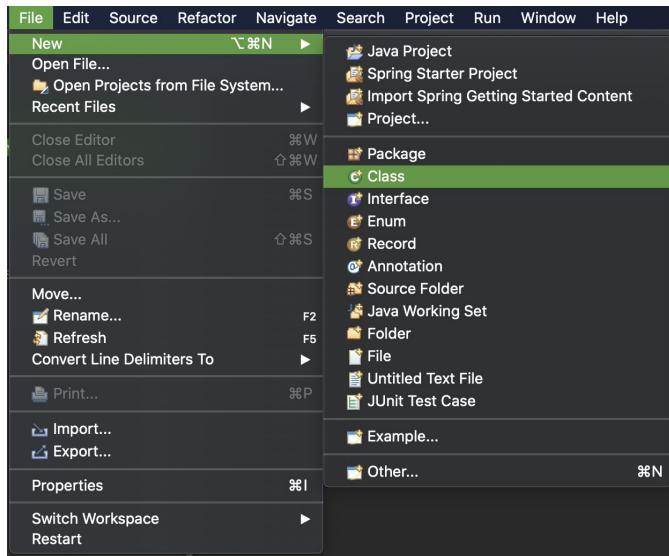 File Edit Source Refactor Navigate Search Project Run Window Help
New ⌥⌘N ▶
Open File...
Open Projects from File System...
Recent Files ▶
Close Editor ⌘W
Close All Editors ⇧⌘W
Save ⌘S
Save As...
Save All ⇧⌘S
Revert
Move...
Rename... F2
Refresh F5
Convert Line Delimiters To ▶
Print... ⌘P
Import...
Export...
Properties ⌘I
Switch Workspace ▶
Restart
Java Project
Spring Starter Project
Import Spring Getting Started Content
Project...
Package
Class
Interface
Enum
Record
Annotation
Source Folder
Java Working Set
Folder
File
Untitled Text File
JUnit Test Case
Example...
Other... ⌘N